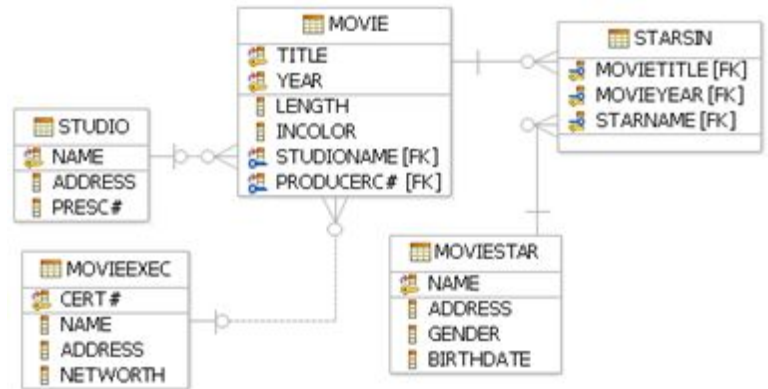 MOVIE
TITLE
YEAR
LENGTH
INCOLOR
STUDIONAME [FK]
PRODUCERC# [FK]
STARSIN
MOVIETITLE [FK]
MOVIEYEAR [FK]
STARNAME [FK]
STUDIO
NAME
ADDRESS
PRESC#
MOVIEEXEC
CERT#
NAME
ADDRESS
NETWORTH
MOVIESTAR
NAME
ADDRESS
GENDER
BIRTHDATE